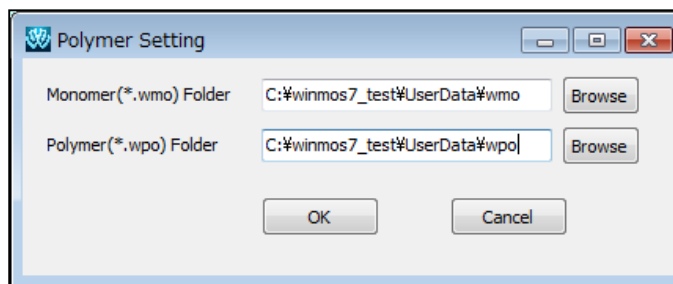 Polymer Setting
Monomer(*.wmo) Folder C:¥winmos7_test¥UserData¥wmo Browse
Polymer(*.wpo) Folder C:¥winmos7_test¥UserData¥wpo Browse
OK Cancel